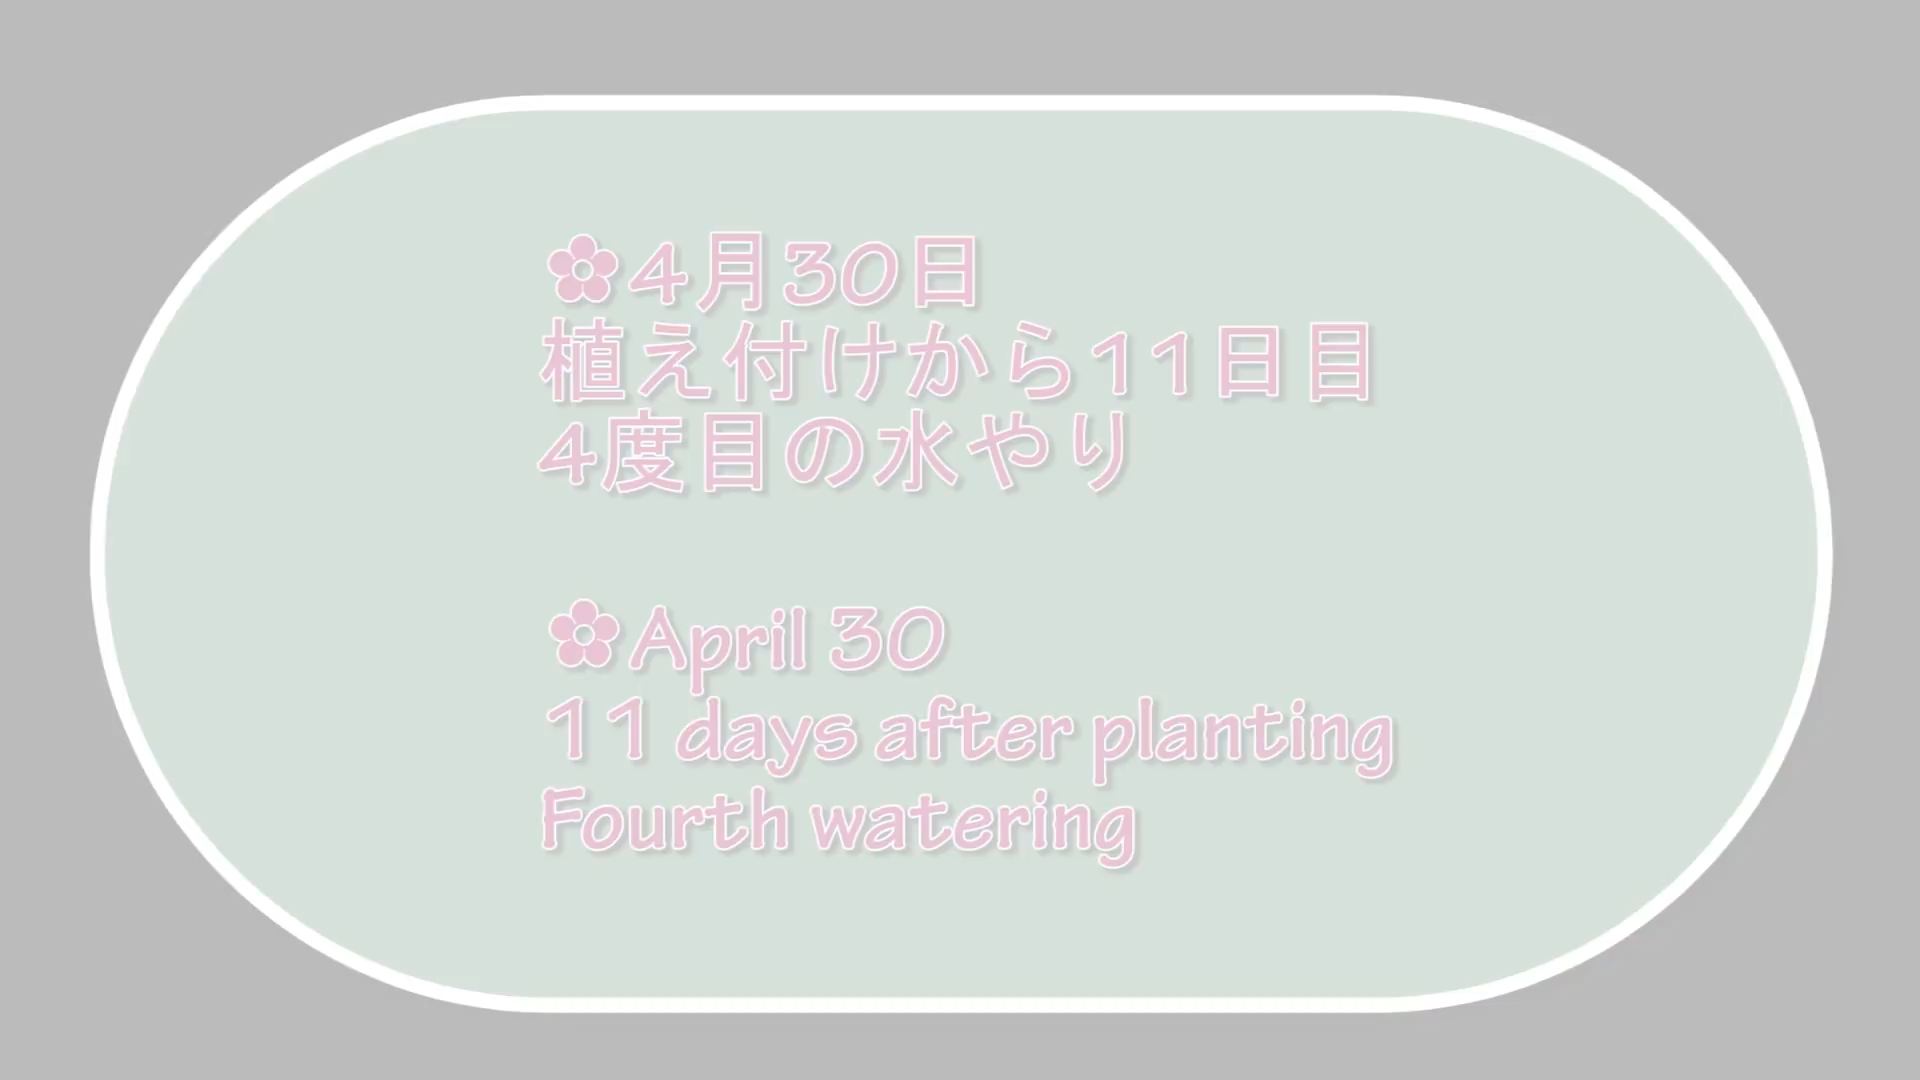 ✿4月30日
植え付けから11日目
4度目の水やり
✿April 30
11 days after planting
Fourth watering